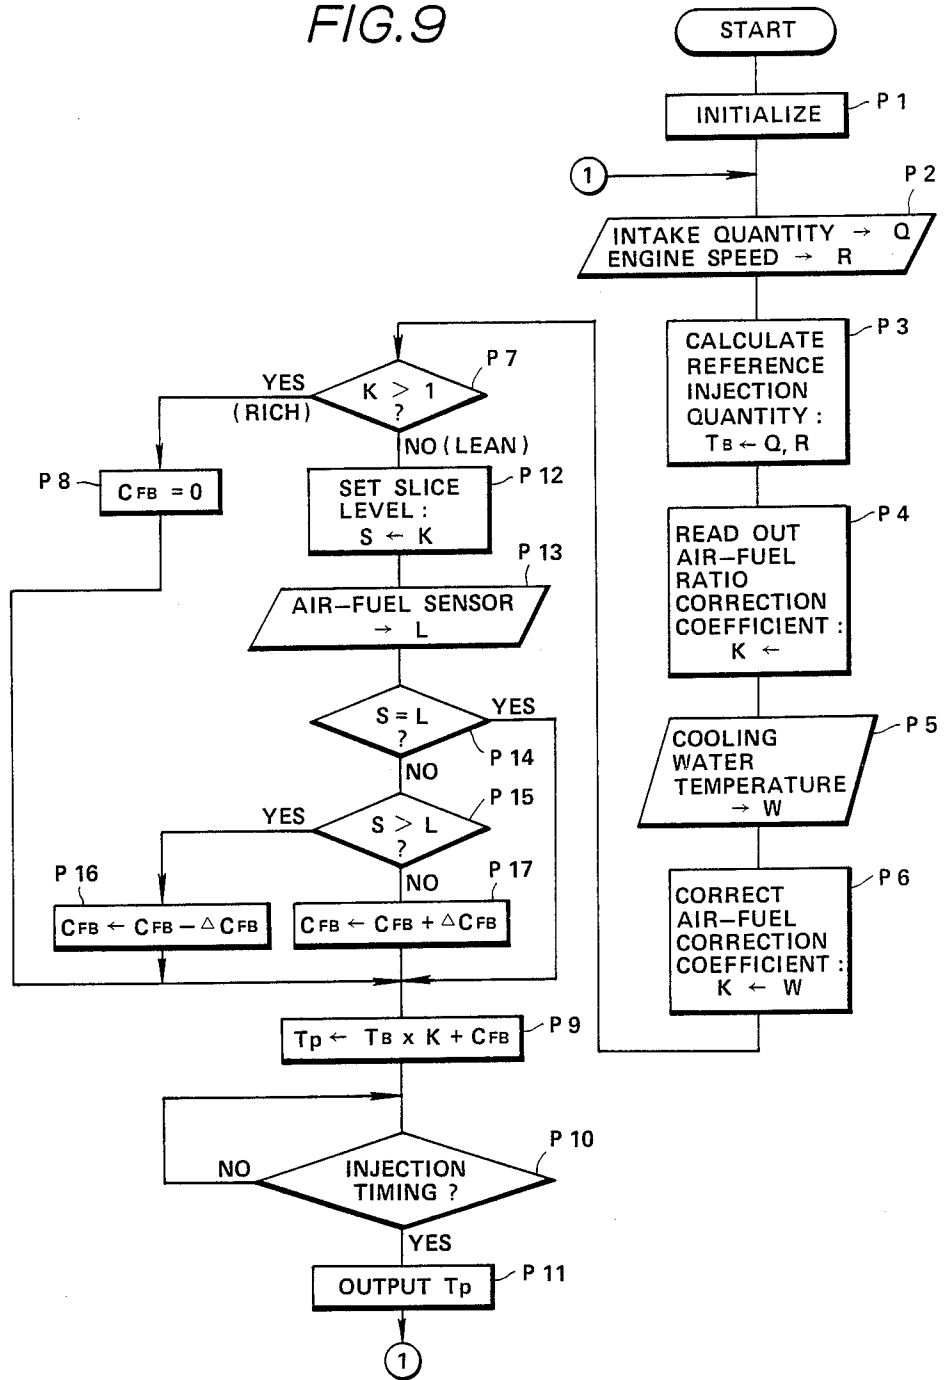 FIG.9
START
P 1
INITIALIZE
1
P 2
INTAKE QUANTITY → Q
ENGINE SPEED → R
P 3
CALCULATE
REFERENCE
INJECTION
QUANTITY :
TB ← Q, R
P 4
READ OUT
AIR-FUEL
RATIO
CORRECTION
COEFFICIENT :
K ←
P 5
COOLING
WATER
TEMPERATURE
→ W
P 6
CORRECT
AIR-FUEL
CORRECTION
COEFFICIENT :
K ← W
P 7
K > 1
?
YES
(RICH)
NO (LEAN)
P 8
CFB = 0
P 12
SET SLICE
LEVEL :
S ← K
P 13
AIR-FUEL SENSOR
→ L
S = L
?
YES
P 14
NO
P 15
S > L
?
YES
NO
P 16
CFB ← CFB − △CFB
P 17
CFB ← CFB + △CFB
P 9
Tp ← TB x K + CFB
P 10
INJECTION
TIMING ?
NO
YES
P 11
OUTPUT Tp
1